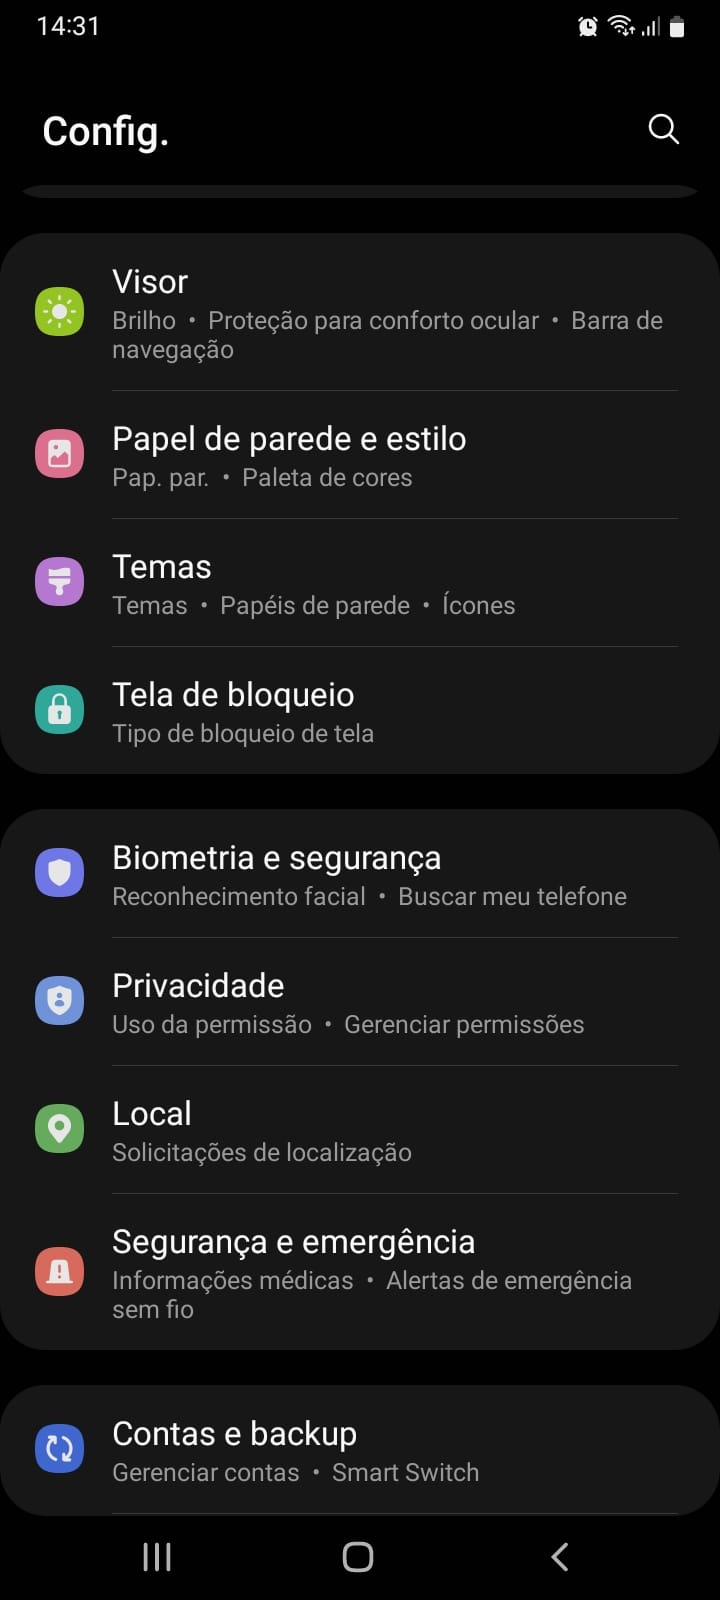 14:31
Config.
Visor
Brilho • Proteção para conforto ocular • Barra de
navegação
Papel de parede e estilo
Pap. par. • Paleta de cores
Temas
Temas • Papéis de parede • Ícones
Tela de bloqueio
Tipo de bloqueio de tela
Biometria e segurança
Reconhecimento facial • Buscar meu telefone
Privacidade
Uso da permissão • Gerenciar permissões
Local
Solicitações de localização
Segurança e emergência
Informações médicas • Alertas de emergência
sem fio
Contas e backup
Gerenciar contas • Smart Switch